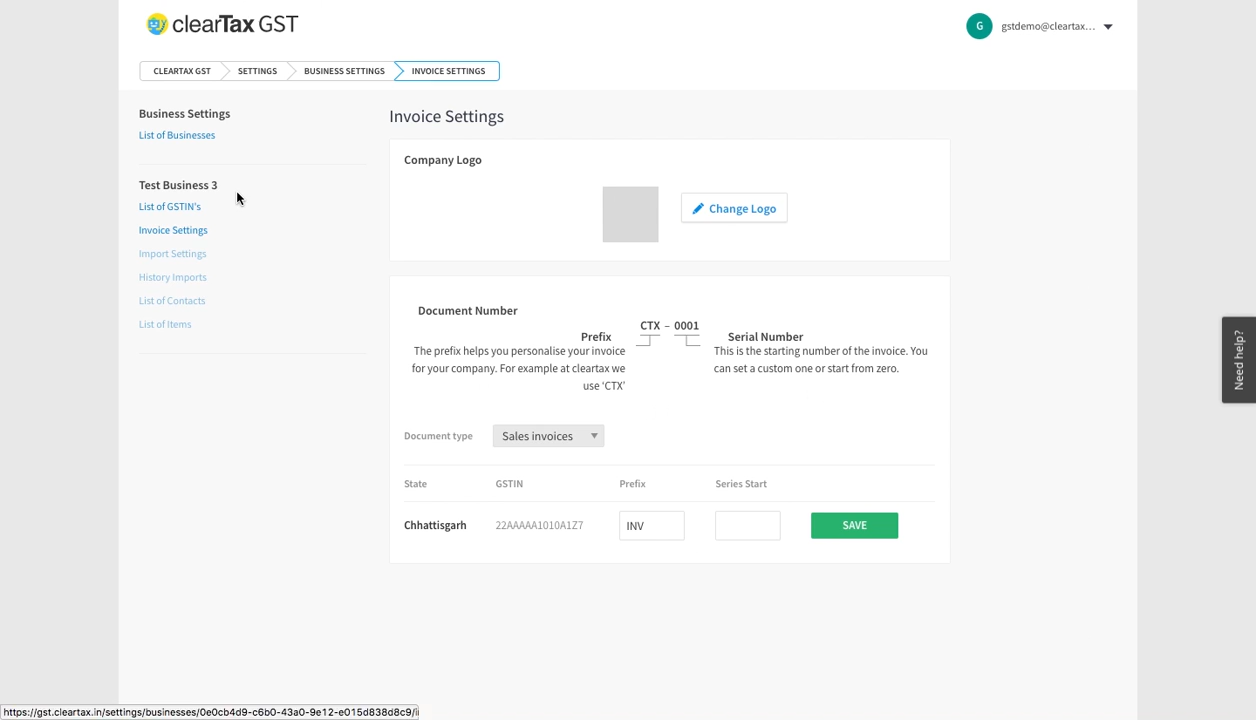 clearTax GST
G gstdemo@cleartax...
CLEARTAX GST
SETTINGS
BUSINESS SETTINGS
INVOICE SETTINGS
Business Settings
List of Businesses
Test Business 3
List of GSTIN's
Invoice Settings
Import Settings
History Imports
List of Contacts
List of Items
Invoice Settings
Company Logo
Change Logo
Document Number
CTX – 0001
Prefix
The prefix helps you personalise your invoice
for your company. For example at cleartax we
use ‘CTX’
Serial Number
This is the starting number of the invoice. You
can set a custom one or start from zero.
Document type Sales invoices
State GSTIN Prefix Series Start
Chhattisgarh 22AAAAA1010A1Z7 INV SAVE
Need help?
https://gst.cleartax.in/settings/businesses/0e0cb4d9-c6b0-43a0-9e12-e015d838d8c9/i